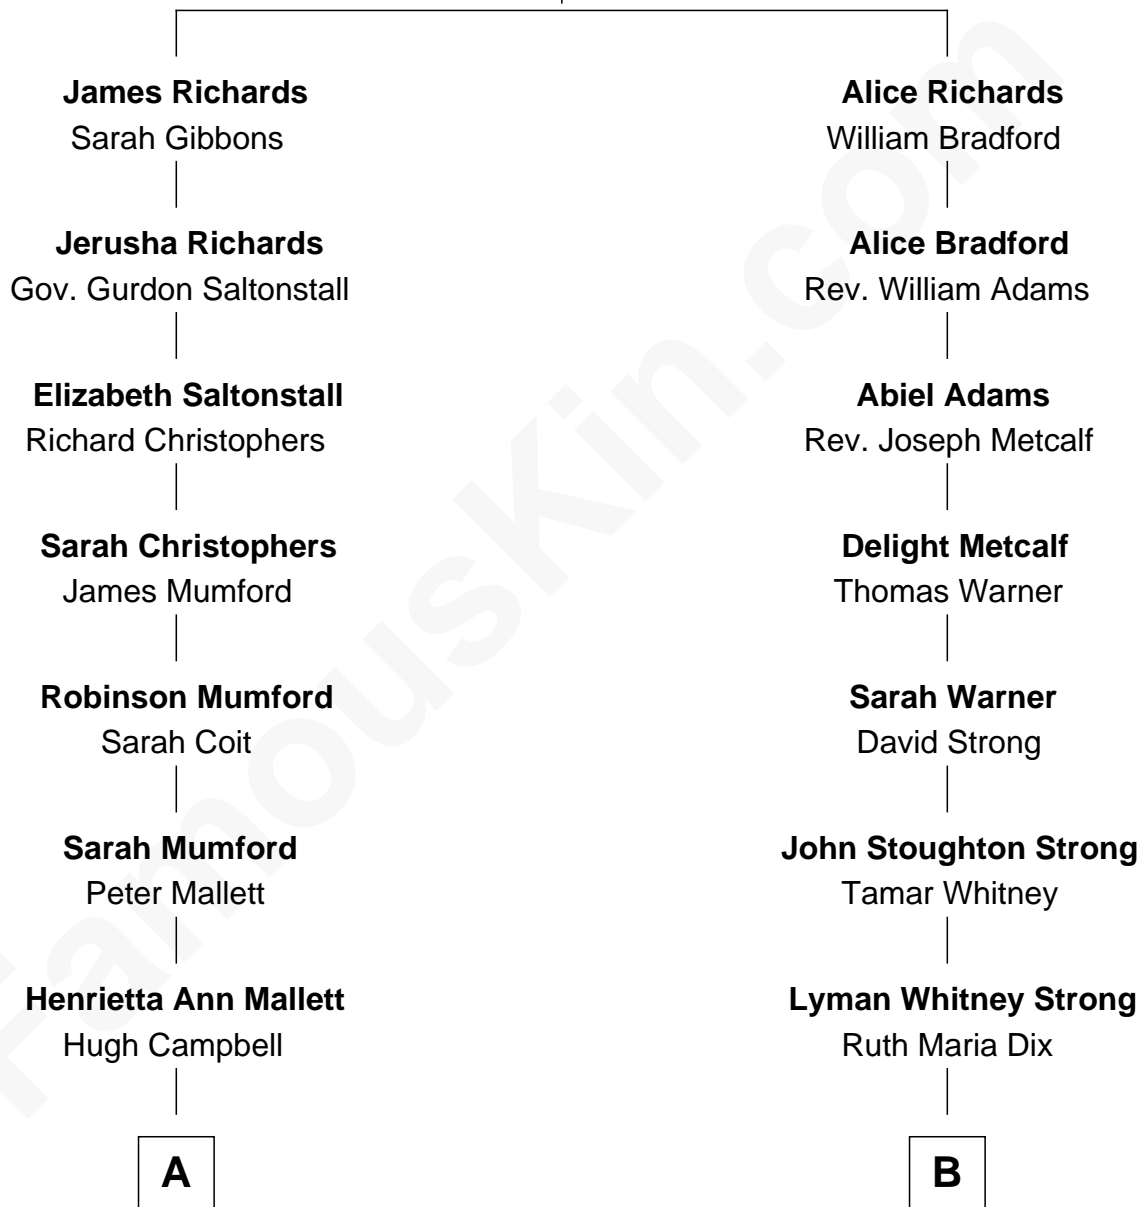 James Richards
Sarah Gibbons
Jerusha Richards
Gov. Gurdon Saltonstall
Elizabeth Saltonstall
Richard Christophers
Sarah Christophers
James Mumford
Robinson Mumford
Sarah Coit
Sarah Mumford
Peter Mallett
Henrietta Ann Mallett
Hugh Campbell
A
Alice Richards
William Bradford
Alice Bradford
Rev. William Adams
Abiel Adams
Rev. Joseph Metcalf
Delight Metcalf
Thomas Warner
Sarah Warner
David Strong
John Stoughton Strong
Tamar Whitney
Lyman Whitney Strong
Ruth Maria Dix
B
FamousKin.com